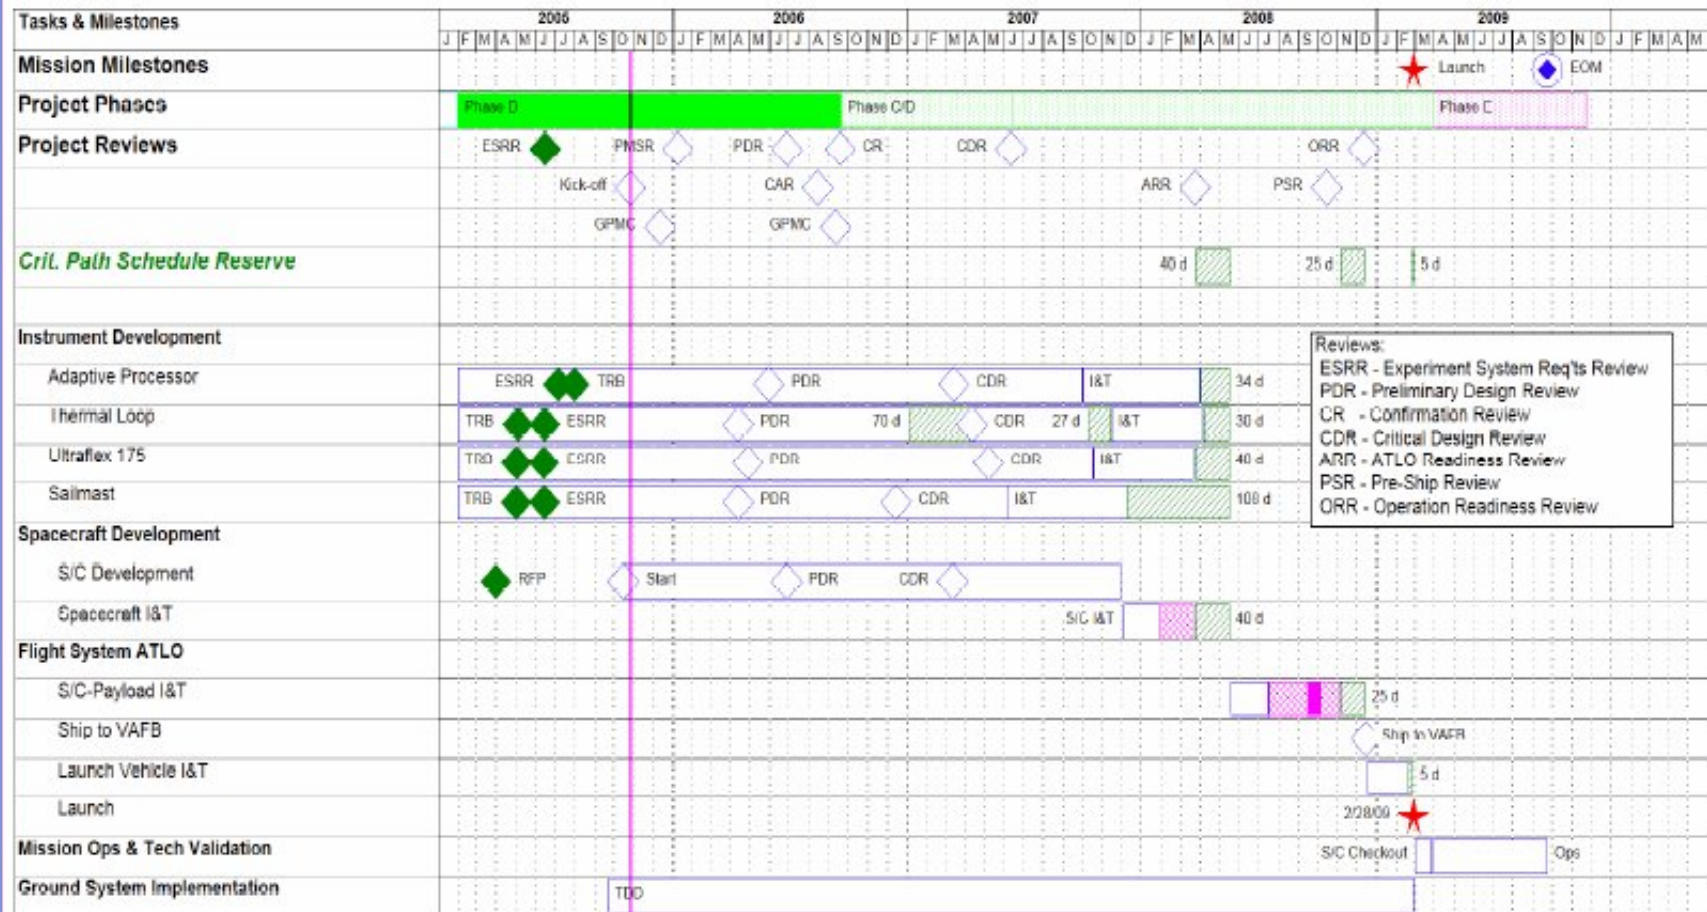 Tasks & Milestones
2005 2006 2007 2008 2009
J F M A M J J A S O N D J F M A M J J A S O N D J F M A M J J A S O N D J F M A M J J A S O N D J F M A M J J A S O N D J F M A M
Mission Milestones Launch EOM
Project Phases Phase C/D
Project Reviews ESRR PMSR PDR CR CDR ORR
Kick-off CAR ARR PSR
GPMC GPMC
Crit. Path Schedule Reserve 40 d 25 d 5 d
Instrument Development
Adaptive Processor ESRR TRB PDR CDR I&T 34 d
Thermal Loop TRB ESRR PDR 70 d CDR 27 d I&T 30 d
Ultraflex 175 ESRR PDR CDR I&T 40 d
Sailmast TRB ESRR PDR CDR I&T 108 d
Reviews:
ESRR - Experiment System Req'ts Review
PDR - Preliminary Design Review
CR - Confirmation Review
CDR - Critical Design Review
ARR - ATLO Readiness Review
PSR - Pre-Ship Review
ORR - Operation Readiness Review
Spacecraft Development
S/C Development RFP Start PDR CDR
Spacecraft I&T S/C I&T 40 d
Flight System ATLO
S/C-Payload I&T 25 d
Ship to VAFB Ship to VAFB
Launch Vehicle I&T 5 d
Launch 2/28/09
Mission Ops & Tech Validation S/C Checkout Ops
Ground System Implementation